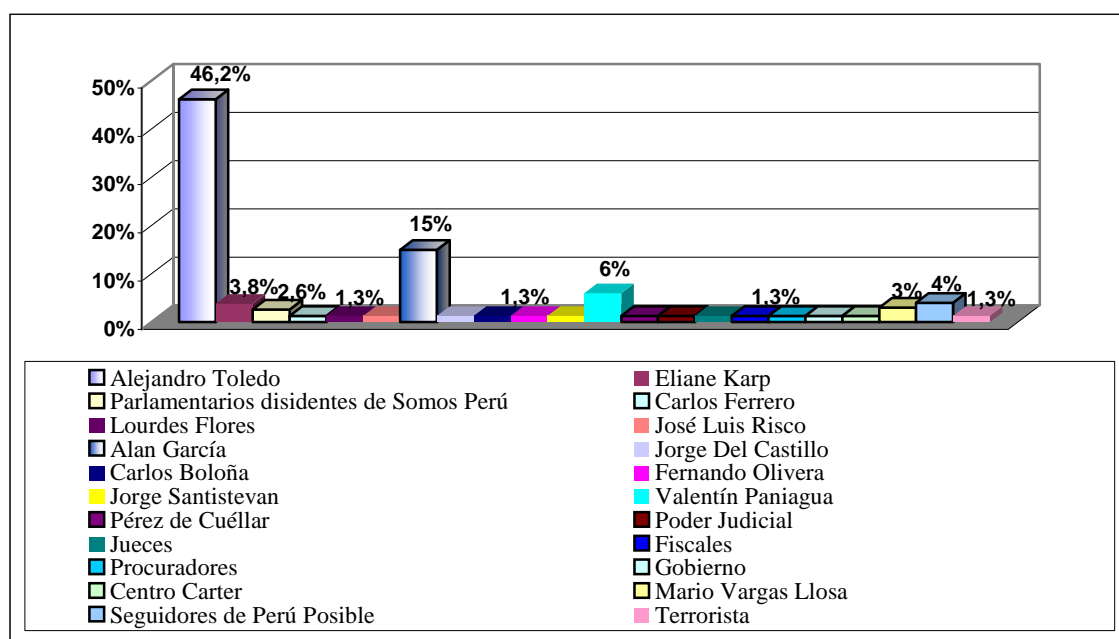 46,2%
50%
40%
30%
20%
10%
0%
3,8%
2,6%
1,3%
15%
1,3%
6%
1,3%
3%
4%
1,3%
Alejandro Toledo
Eliane Karp
Parlamentarios disidentes de Somos Perú
Carlos Ferrero
Lourdes Flores
José Luis Risco
Alan García
Jorge Del Castillo
Carlos Boloña
Fernando Olivera
Jorge Santistevan
Valentín Paniagua
Pérez de Cuéllar
Poder Judicial
Jueces
Fiscales
Procuradores
Gobierno
Centro Carter
Mario Vargas Llosa
Seguidores de Perú Posible
Terrorista